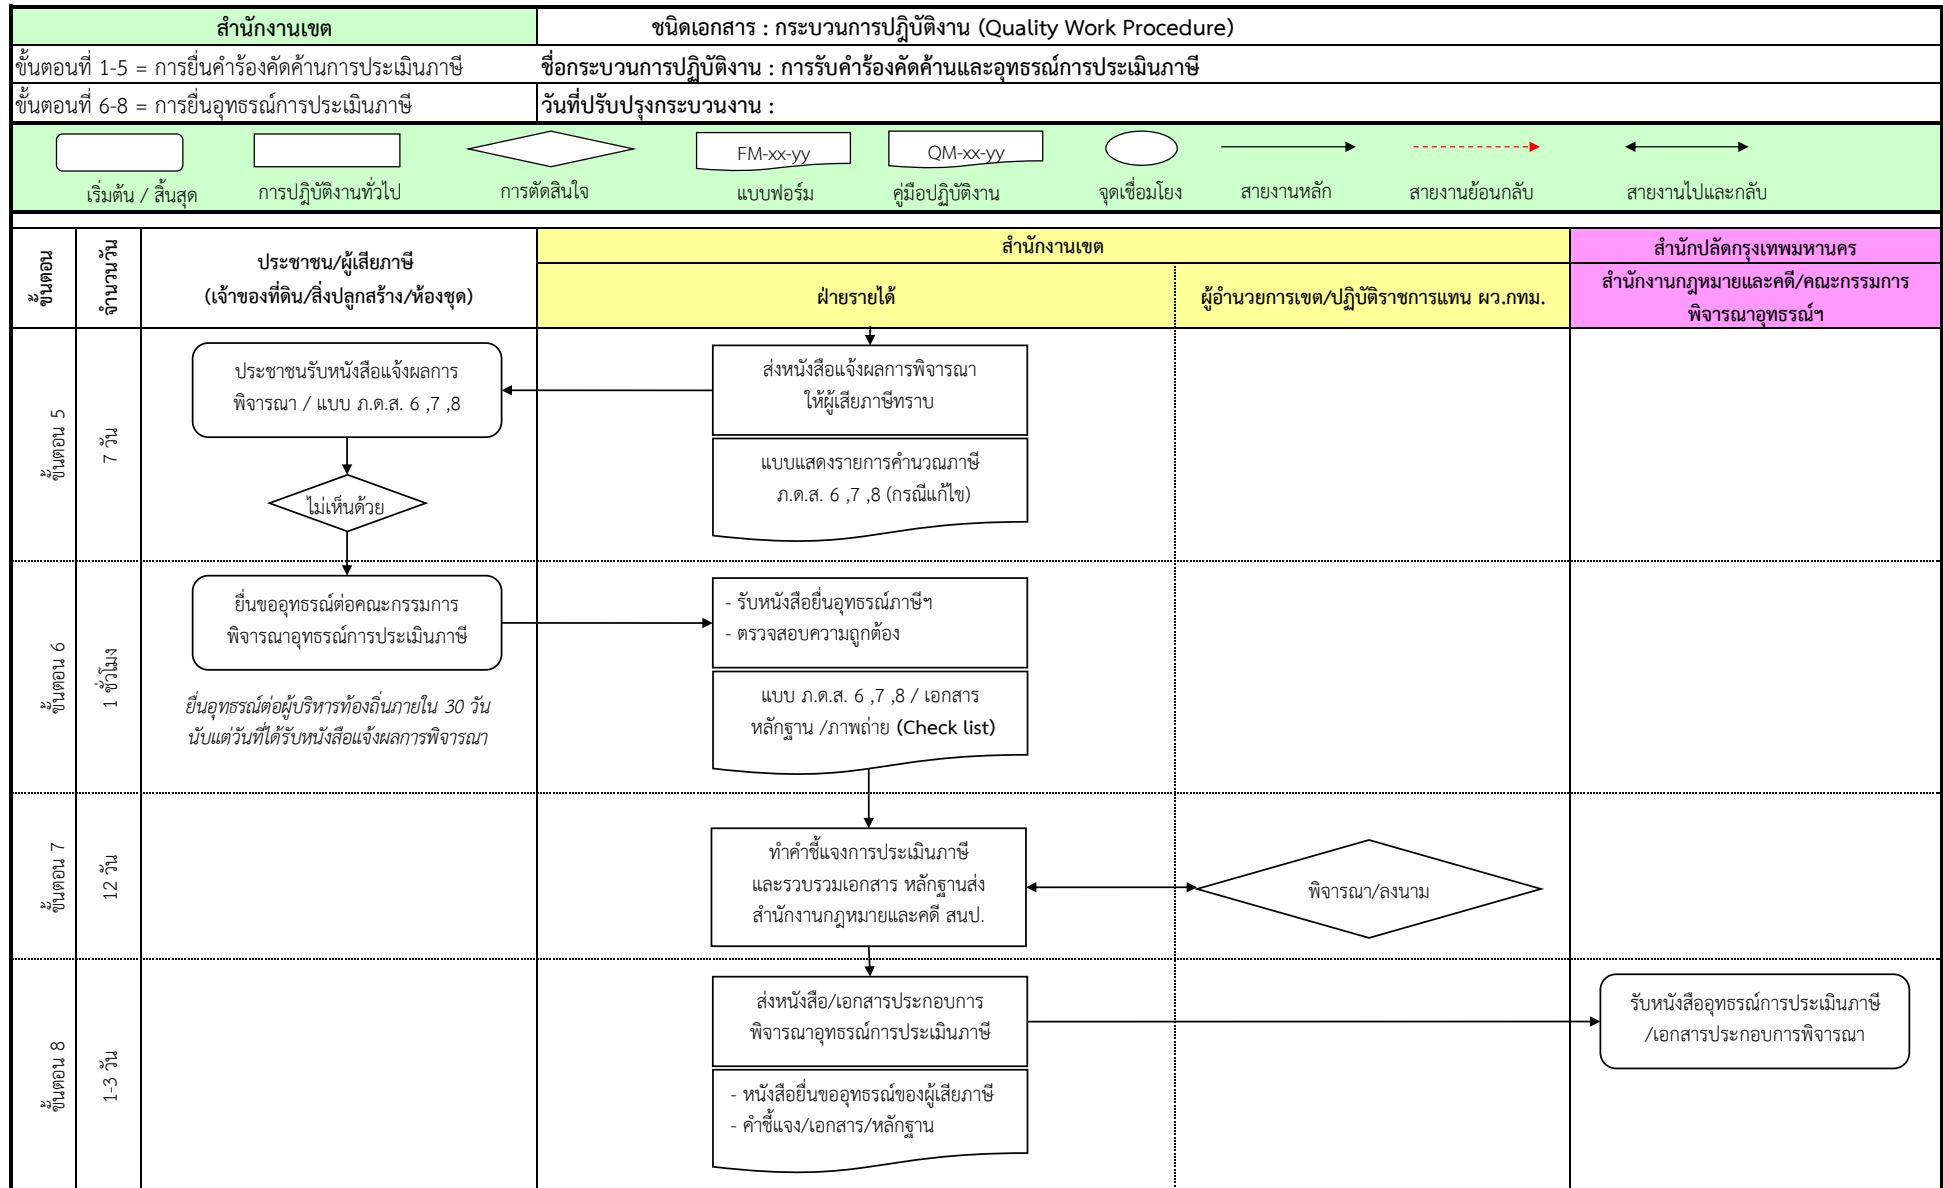 สำนักงานเขต
ชนิดเอกสาร : กระบวนการปฏิบัติงาน (Quality Work Procedure)
ขั้นตอนที่ 1-5 = การยื่นคำร้องคัดค้านการประเมินภาษี
ชื่อกระบวนการปฏิบัติงาน : การรับคำร้องคัดค้านและอุทธรณ์การประเมินภาษี
ขั้นตอนที่ 6-8 = การยื่นอุทธรณ์การประเมินภาษี
วันที่ปรับปรุงกระบวนงาน :
FM-xx-yy
QM-xx-yy
เริ่มต้น / สิ้นสุด
การปฏิบัติงานทั่วไป
การตัดสินใจ
แบบฟอร์ม
คู่มือปฏิบัติงาน
จุดเชื่อมโยง
สายงานหลัก
สายงานย้อนกลับ
สายงานไปและกลับ
ขั้นตอน
จำนวนวัน
ประชาชน/ผู้เสียภาษี
(เจ้าของที่ดิน/สิ่งปลูกสร้าง/ห้องชุด)
สำนักงานเขต
ฝ่ายรายได้
ผู้อำนวยการเขต/ปฏิบัติราชการแทน ผว.กทม.
สำนักปลัดกรุงเทพมหานคร
สำนักงานกฎหมายและคดี/คณะกรรมการ
พิจารณาอุทธรณ์ฯ
ขั้นตอน 5
7 วัน
ประชาชนรับหนังสือแจ้งผลการ
พิจารณา / แบบ ภ.ด.ส. 6 ,7 ,8
ไม่เห็นด้วย
ส่งหนังสือแจ้งผลการพิจารณา
ให้ผู้เสียภาษีทราบ
แบบแสดงรายการคำนวณภาษี
ภ.ด.ส. 6 ,7 ,8 (กรณีแก้ไข)
ขั้นตอน 6
1 ชั่วโมง
ยื่นขออุทธรณ์ต่อคณะกรรมการ
พิจารณาอุทธรณ์การประเมินภาษี
ยื่นอุทธรณ์ต่อผู้บริหารท้องถิ่นภายใน 30 วัน
นับแต่วันที่ได้รับหนังสือแจ้งผลการพิจารณา
- รับหนังสือยื่นอุทธรณ์ภาษีฯ
- ตรวจสอบความถูกต้อง
แบบ ภ.ด.ส. 6 ,7 ,8 / เอกสาร
หลักฐาน /ภาพถ่าย (Check list)
ขั้นตอน 7
12 วัน
ทำคำชี้แจงการประเมินภาษี
และรวบรวมเอกสาร หลักฐานส่ง
สำนักงานกฎหมายและคดี สนป.
พิจารณา/ลงนาม
ขั้นตอน 8
1-3 วัน
ส่งหนังสือ/เอกสารประกอบการ
พิจารณาอุทธรณ์การประเมินภาษี
- หนังสือยื่นขออุทธรณ์ของผู้เสียภาษี
- คำชี้แจง/เอกสาร/หลักฐาน
รับหนังสืออุทธรณ์การประเมินภาษี
/เอกสารประกอบการพิจารณา